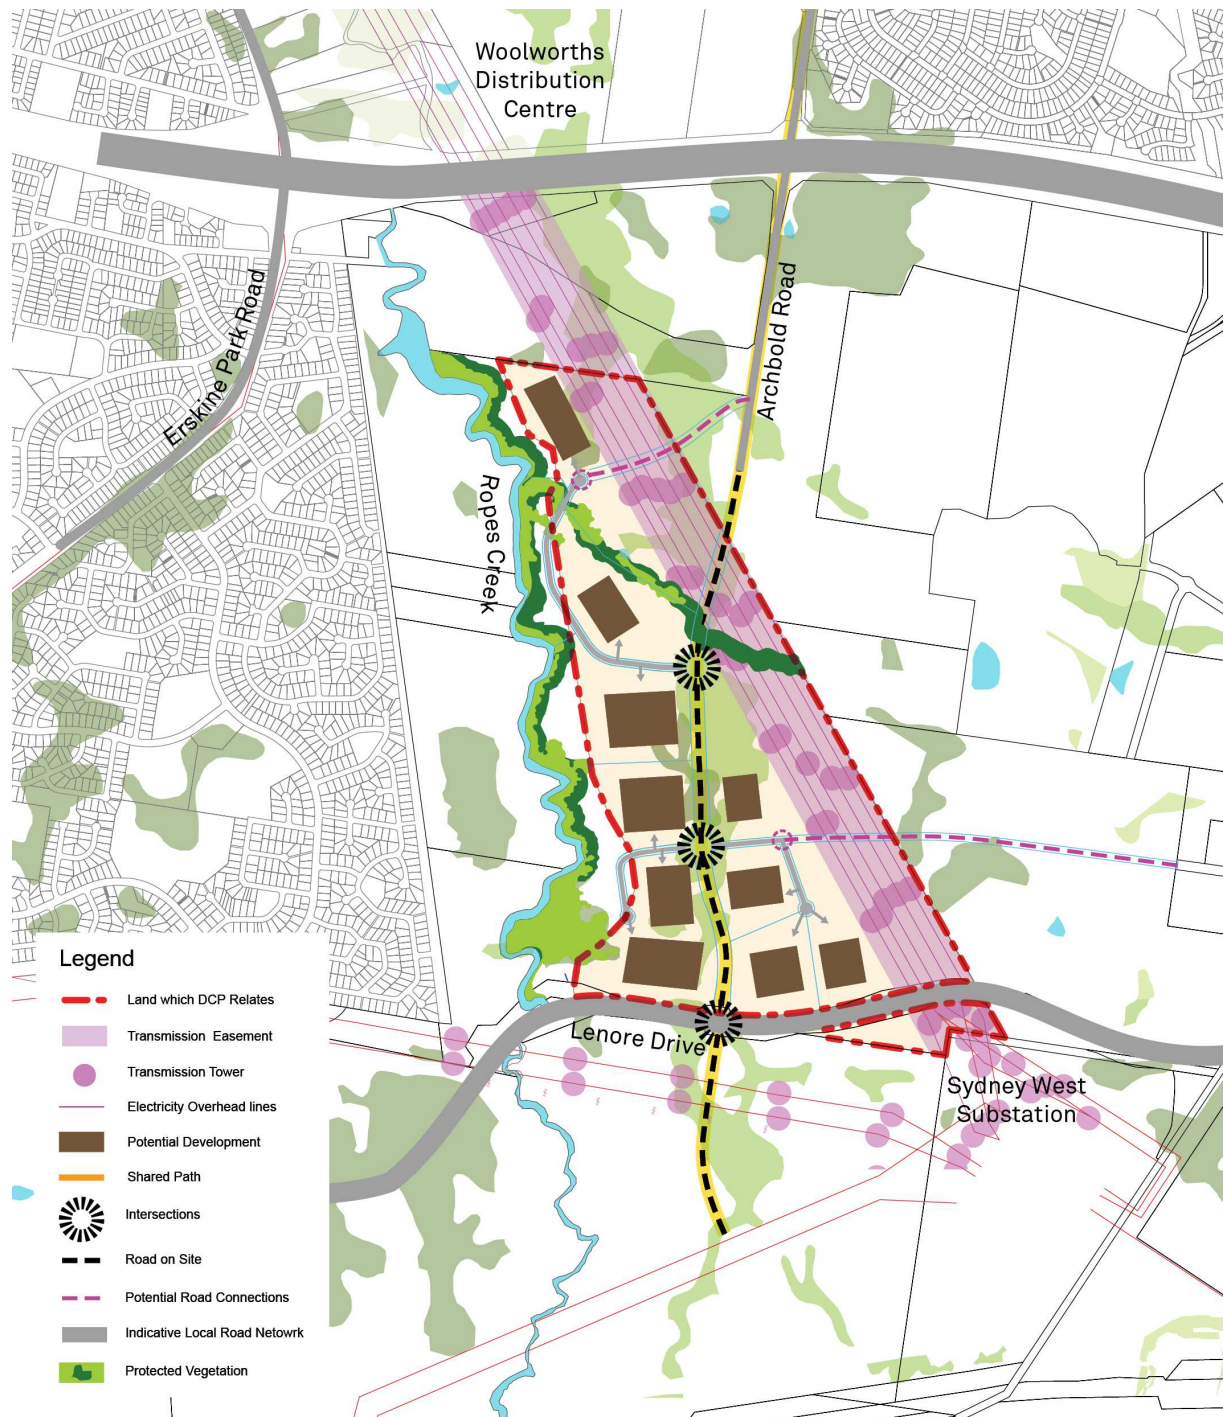 Woolworths
Distribution
Centre
Erskine Park Road
Archbold Road
Ropes Creek
Lenore Drive
Sydney West
Substation
Legend
Land which DCP Relates
Transmission Easement
Transmission Tower
Electricity Overhead lines
Potential Development
Shared Path
Intersections
Road on Site
Potential Road Connections
Indicative Local Road Netowrk
Protected Vegetation